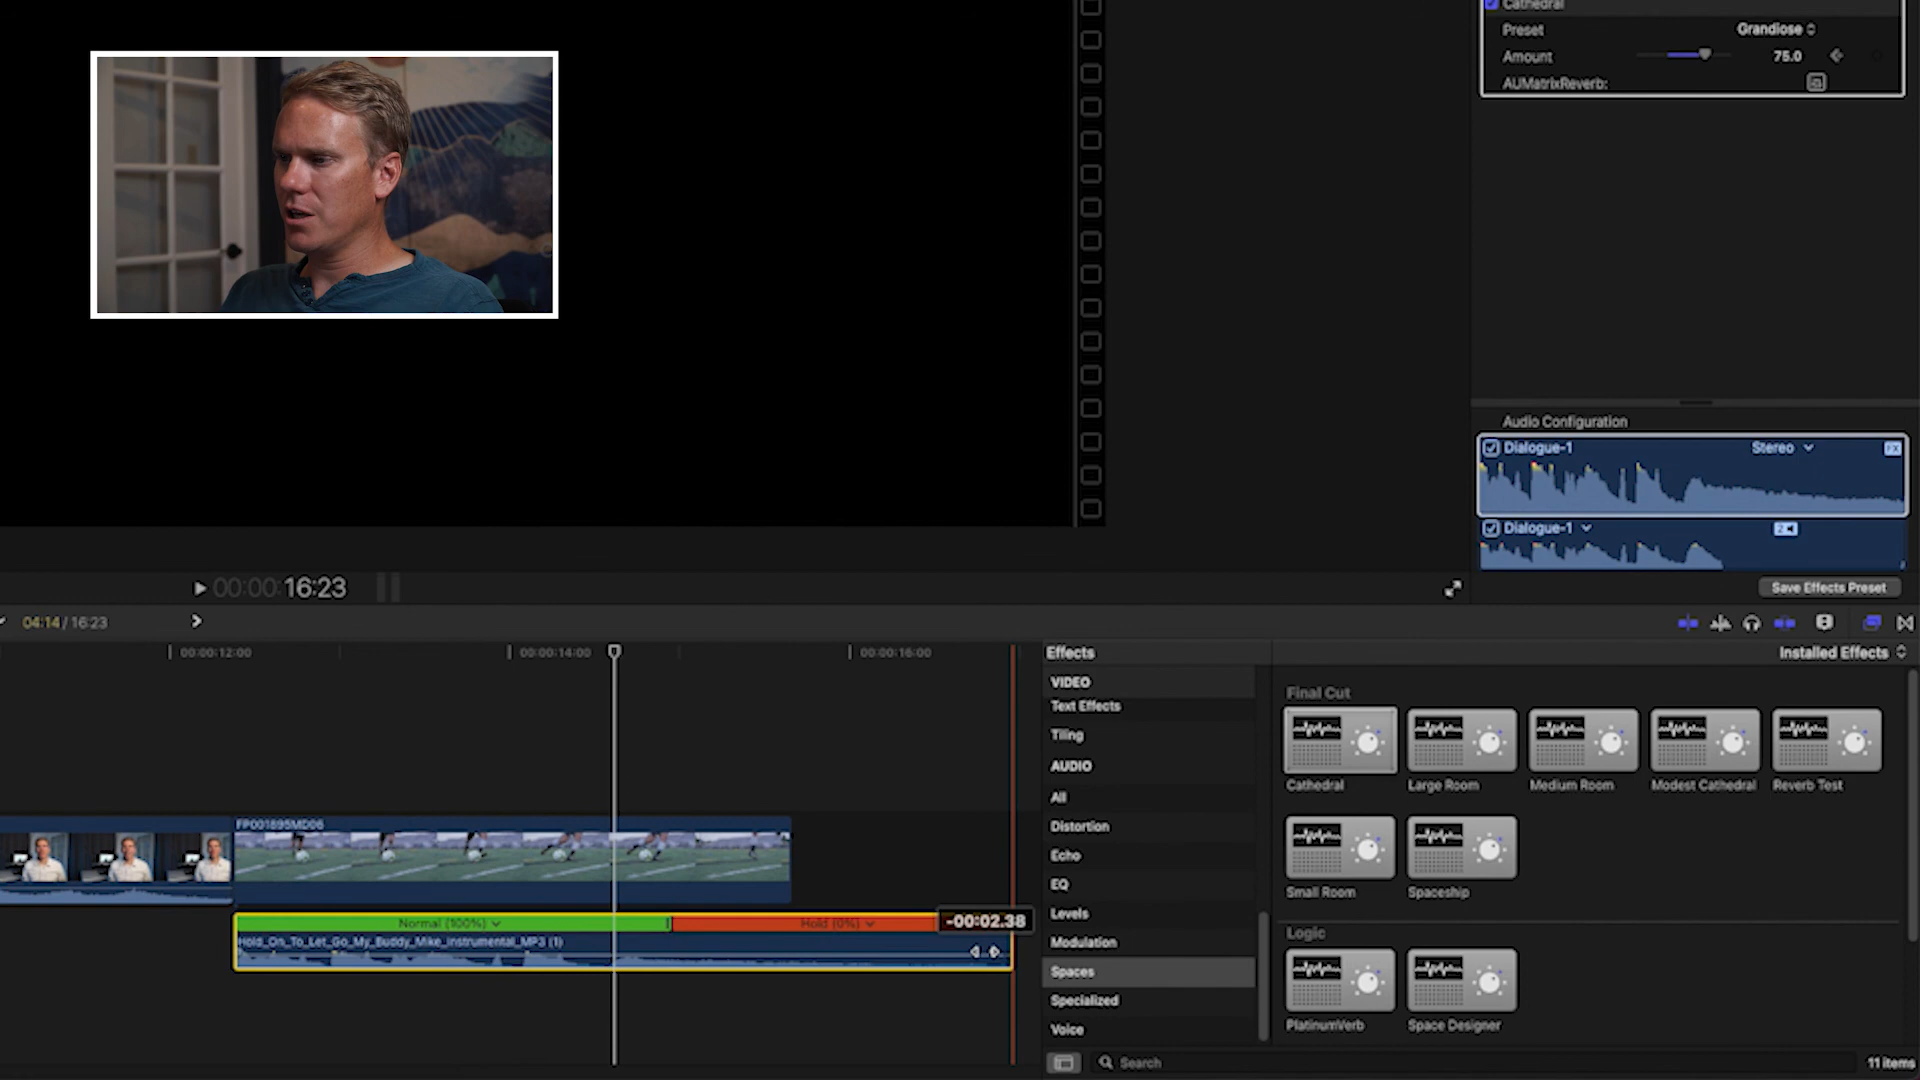 Cathedral
Preset Grandiose
Amount 75.0
AUMatrixReverb:
Audio Configuration
Dialogue-1 Stereo FX
Dialogue-1 2
Save Effects Preset
00:00:16:23
04:14 / 16:23
00:00:12:00 00:00:14:00 00:00:16:00
Effects Installed Effects
VIDEO
Text Effects
Tiling
AUDIO
All
Distortion
Echo
EQ
Levels
Modulation
Spaces
Specialized
Voice
Final Cut
Cathedral Large Room Medium Room Modest Cathedral Reverb Test
Small Room Spaceship
Logic
PlatinumVerb Space Designer
Search 11 items
FP001895MD06
Normal (100%) Hold (0%) -00:02.38
Hold_On_To_Let_Go_My_Buddy_Mike_instrumental_MP3 (1)